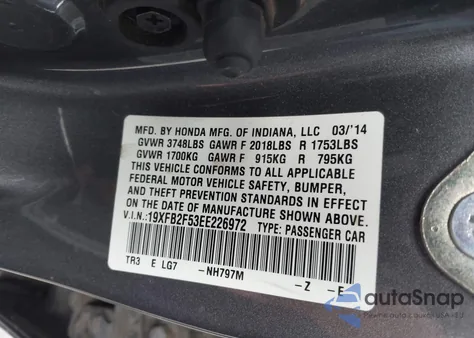 MFD. BY HONDA MFG. OF INDIANA, LLC 03/'14
GVWR 3748LBS GAWR F 2018LBS R 1753LBS
GVWR 1700KG GAWR F 915KG R 795KG
THIS VEHICLE CONFORMS TO ALL APPLICABLE
FEDERAL MOTOR VEHICLE SAFETY, BUMPER,
AND THEFT PREVENTION STANDARDS IN EFFECT
ON THE DATE OF MANUFACTURE SHOWN ABOVE.
V.I.N.:19XFB2F53EE226972 TYPE: PASSENGER CAR
TR3 E LG7 -NH797M -Z -E
autoSnap